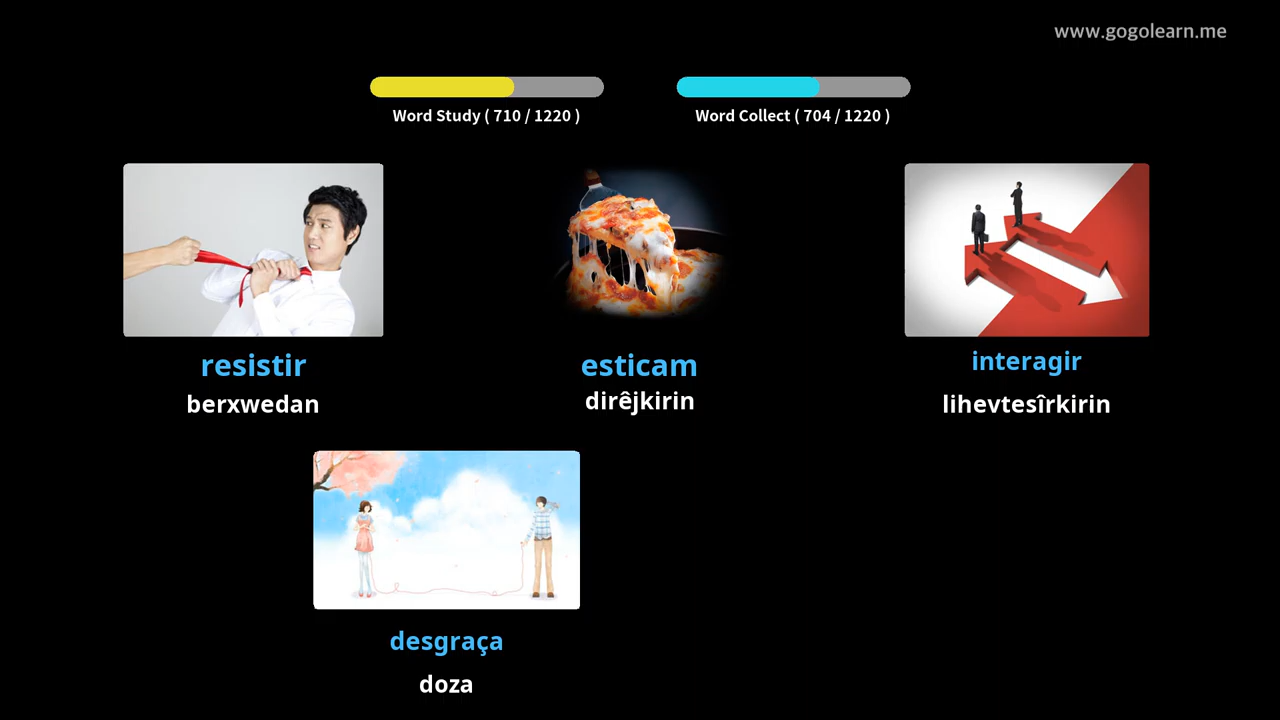 www.gogolearn.me
Word Study ( 710 / 1220 )
Word Collect ( 704 / 1220 )
resistir
berxwedan
esticam
dirêjkirin
interagir
lihevtesîrkirin
desgraça
doza